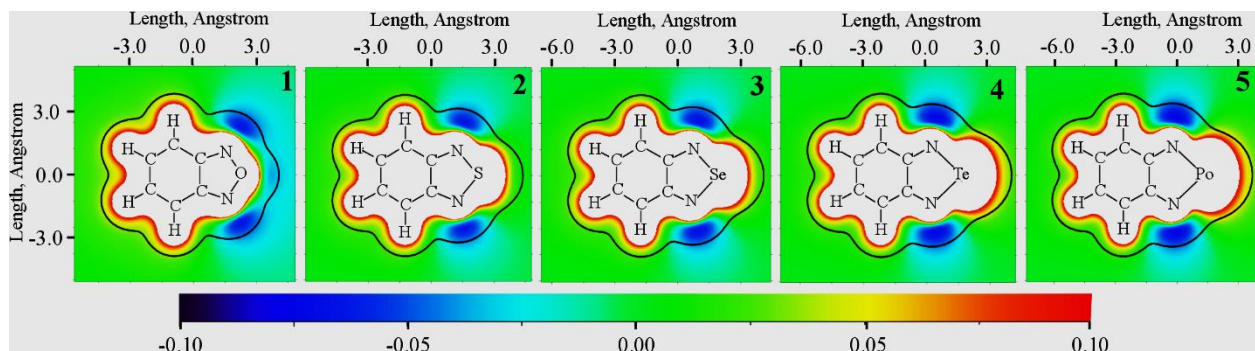 Length, Angstrom Length, Angstrom Length, Angstrom Length, Angstrom Length, Angstrom
-3.0 0.0 3.0 -3.0 0.0 3.0 -6.0 -3.0 0.0 3.0 -6.0 -3.0 0.0 3.0 -6.0 -3.0 0.0 3.0
1 2 3 4 5
Length, Angstrom
3.0
0.0
-3.0
H H C C C C C C N O N H H
H H C C C C C C N S N H H
H H C C C C C C N Se N H H
H H C C C C C C N Te N H H
H H C C C C C C N Po N H H
-0.10 -0.05 0.00 0.05 0.10